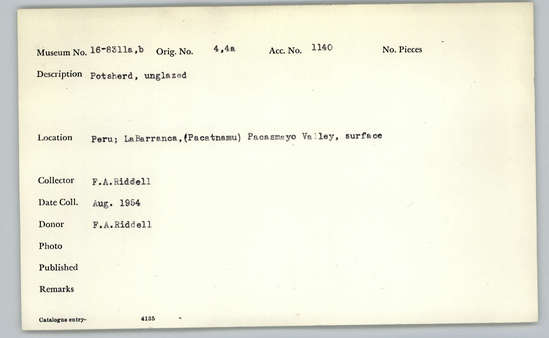 Museum No. 16-8311a,b Orig. No. 4,4a Acc. No. 1140 No. Pieces
Description Potsherd, unglazed
Location Peru; LaBarranca,(Pacatnamu) Pacasmayo Valley, surface
Collector F.A.Riddell
Date Coll. Aug. 1954
Donor F.A.Riddell
Photo
Published
Remarks
Catalogue entry- 4135 -